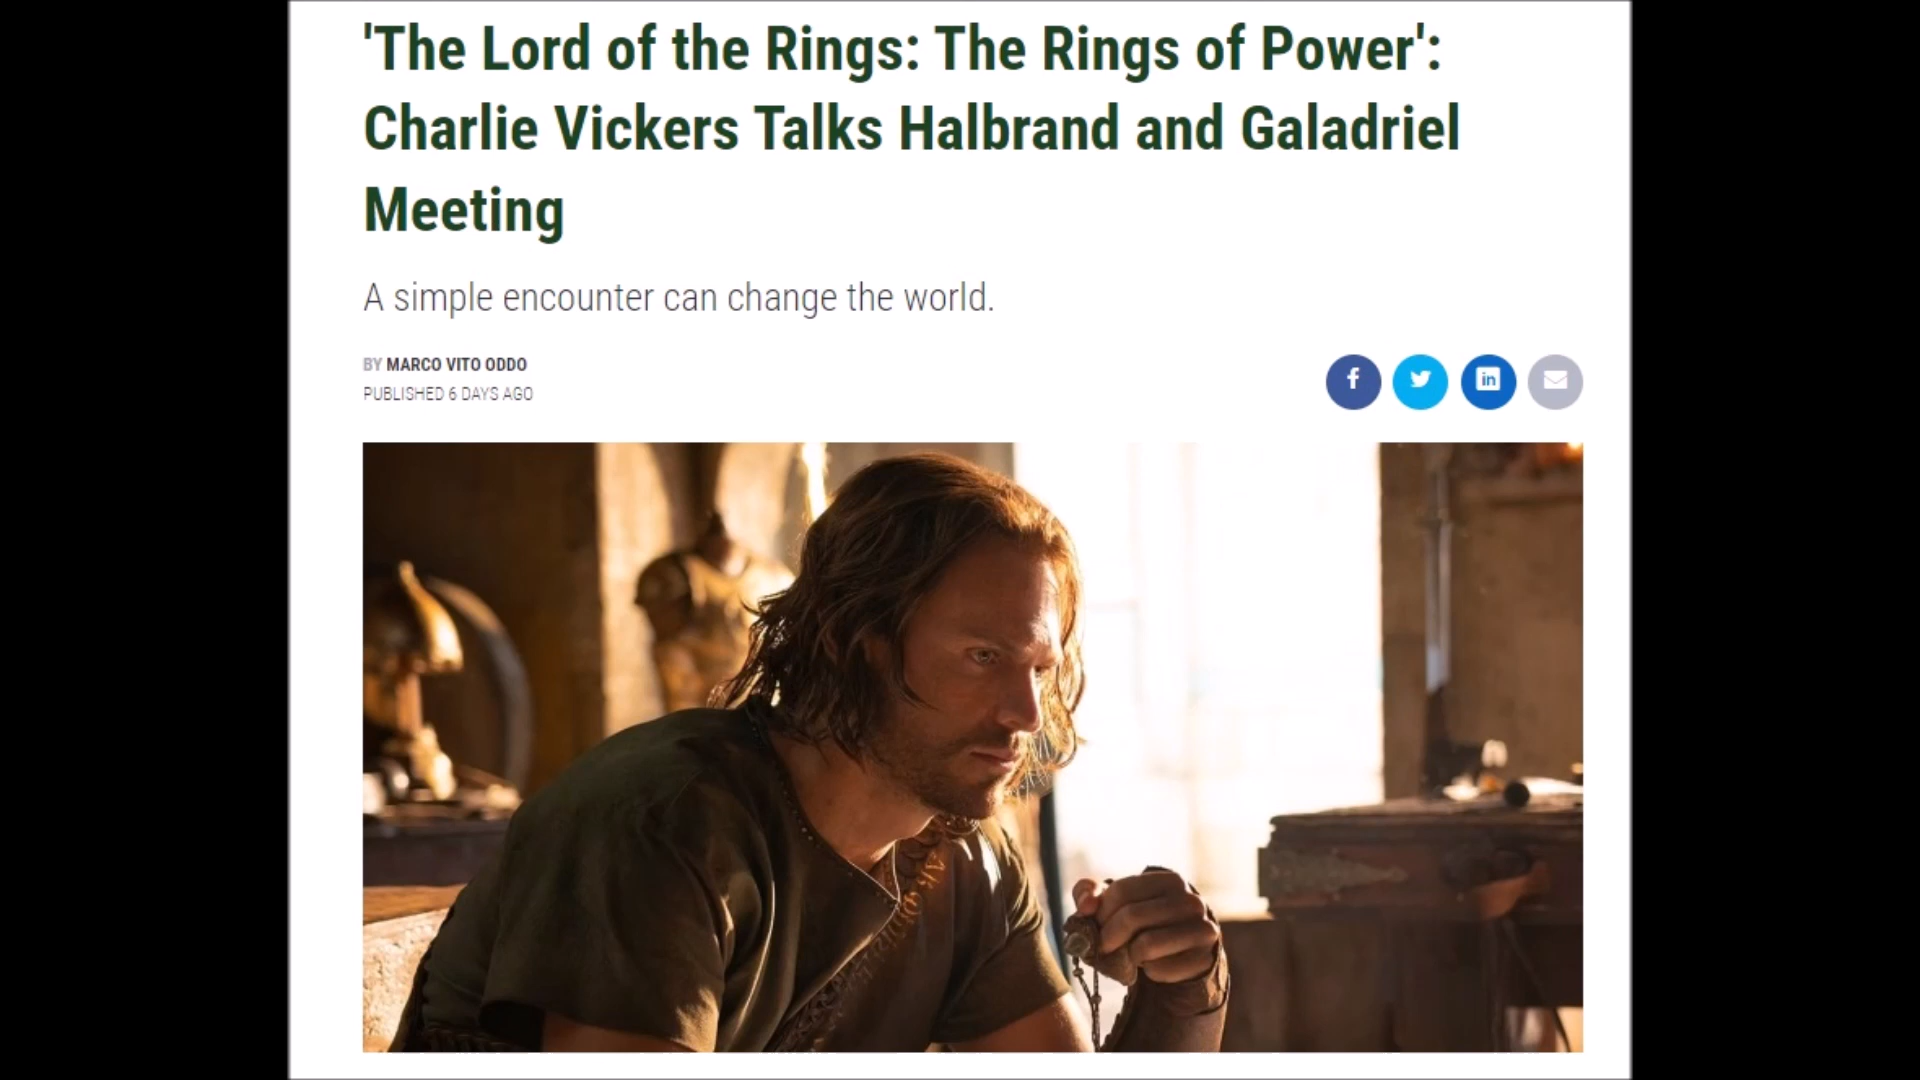 'The Lord of the Rings: The Rings of Power':
Charlie Vickers Talks Halbrand and Galadriel
Meeting
A simple encounter can change the world.
BY MARCO VITO ODDO
PUBLISHED 6 DAYS AGO
f
in